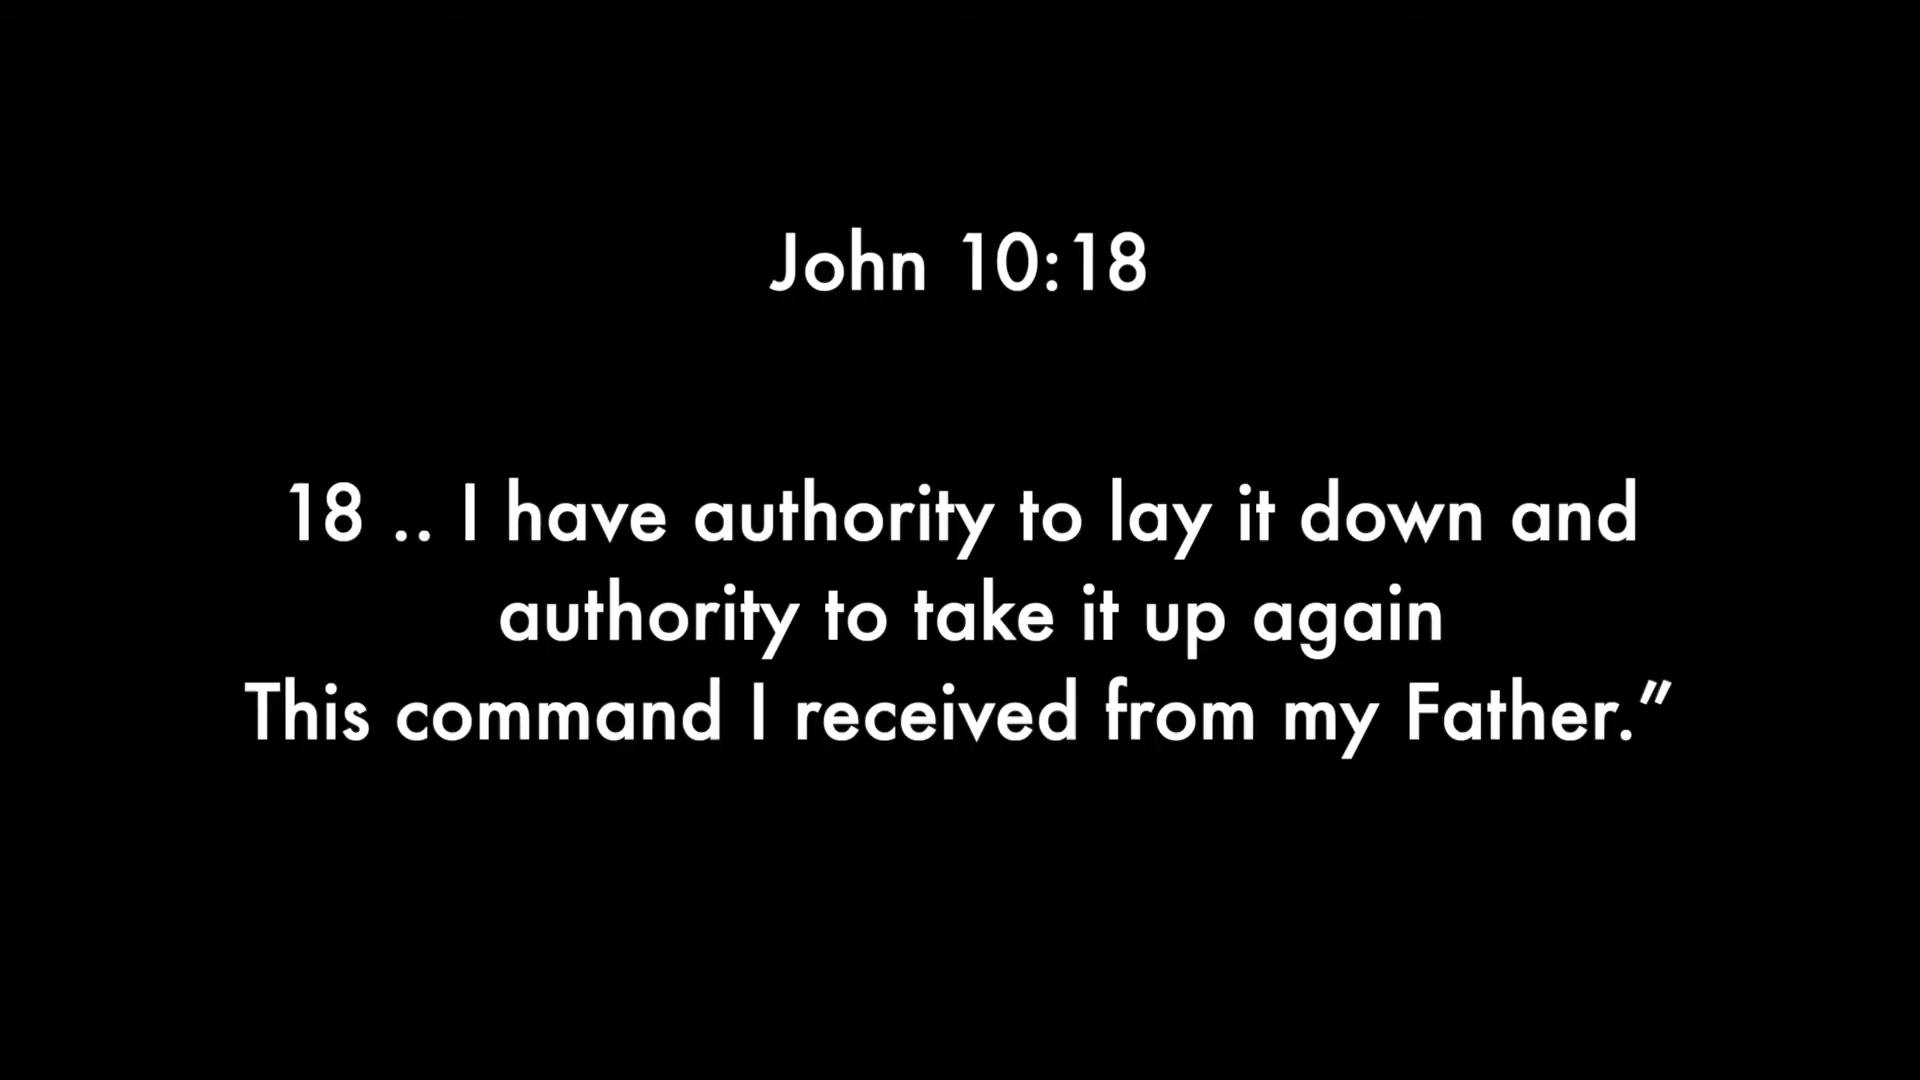 John 10:18
18 .. I have authority to lay it down and
authority to take it up again
This command I received from my Father.”